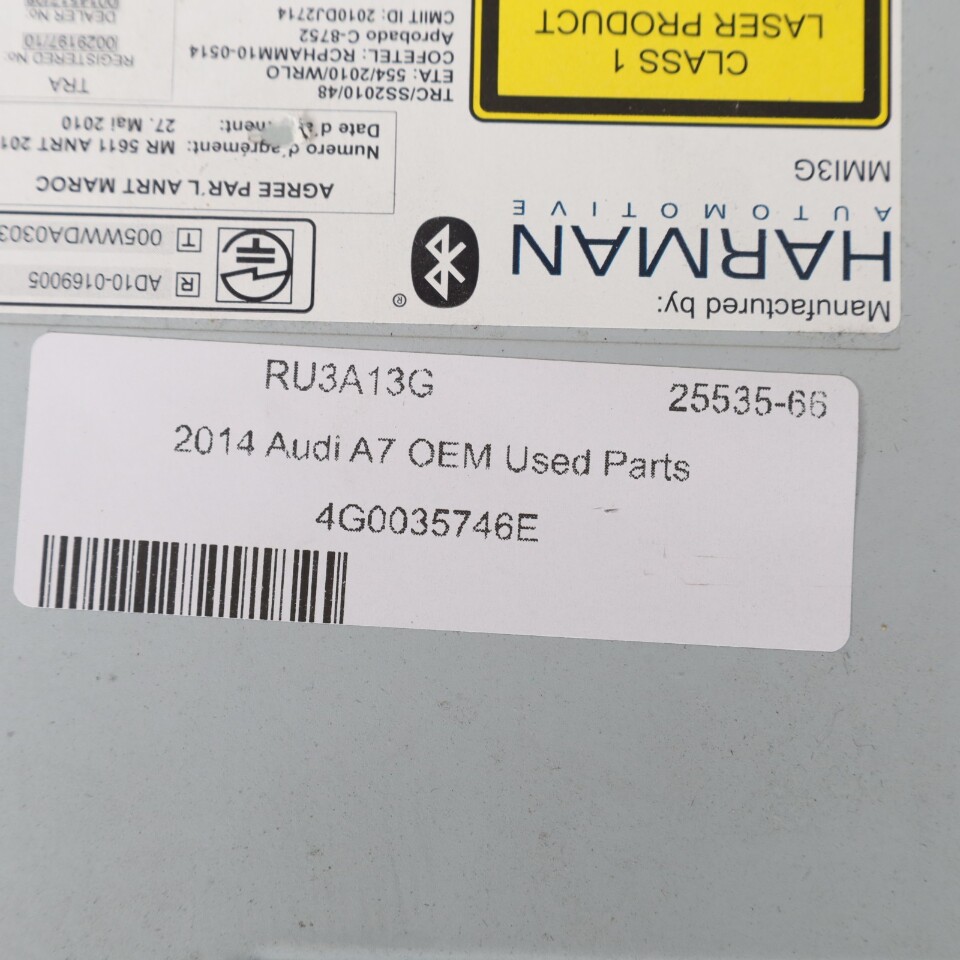 Manufactured by:
HARMAN
AUTOMOTIVE
MMI3G
CLASS 1
LASER PRODUCT
®
R AD10-0169005
T 005WWDA0303
AGREE PAR L'ANRT MAROC
Numero d'agrément: MR 5611 ANRT 201
27. Mai 2010
TRC/SS2010/48
ETA: 554/2010/WRLO
COFETEL: RCPHAMM10-0514
Aprobado C-8752
CMIIT ID: 2010DJ2714
TRA
REGISTERED No
0029197/10
DEALER No
RU3A13G 25535-66
2014 Audi A7 OEM Used Parts
4G0035746E